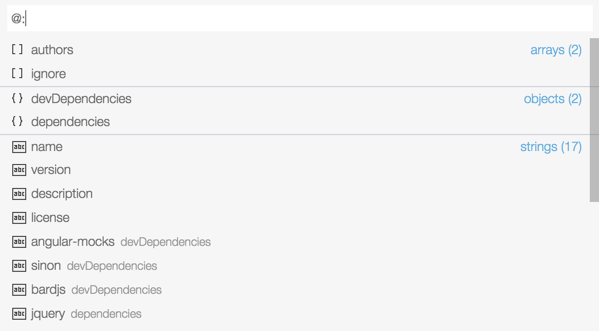 @:
[ ] authors arrays (2)
[ ] ignore
{ } devDependencies objects (2)
{ } dependencies
abc name strings (17)
abc version
abc description
abc license
abc angular-mocks devDependencies
abc sinon devDependencies
abc bardjs devDependencies
abc jquery dependencies